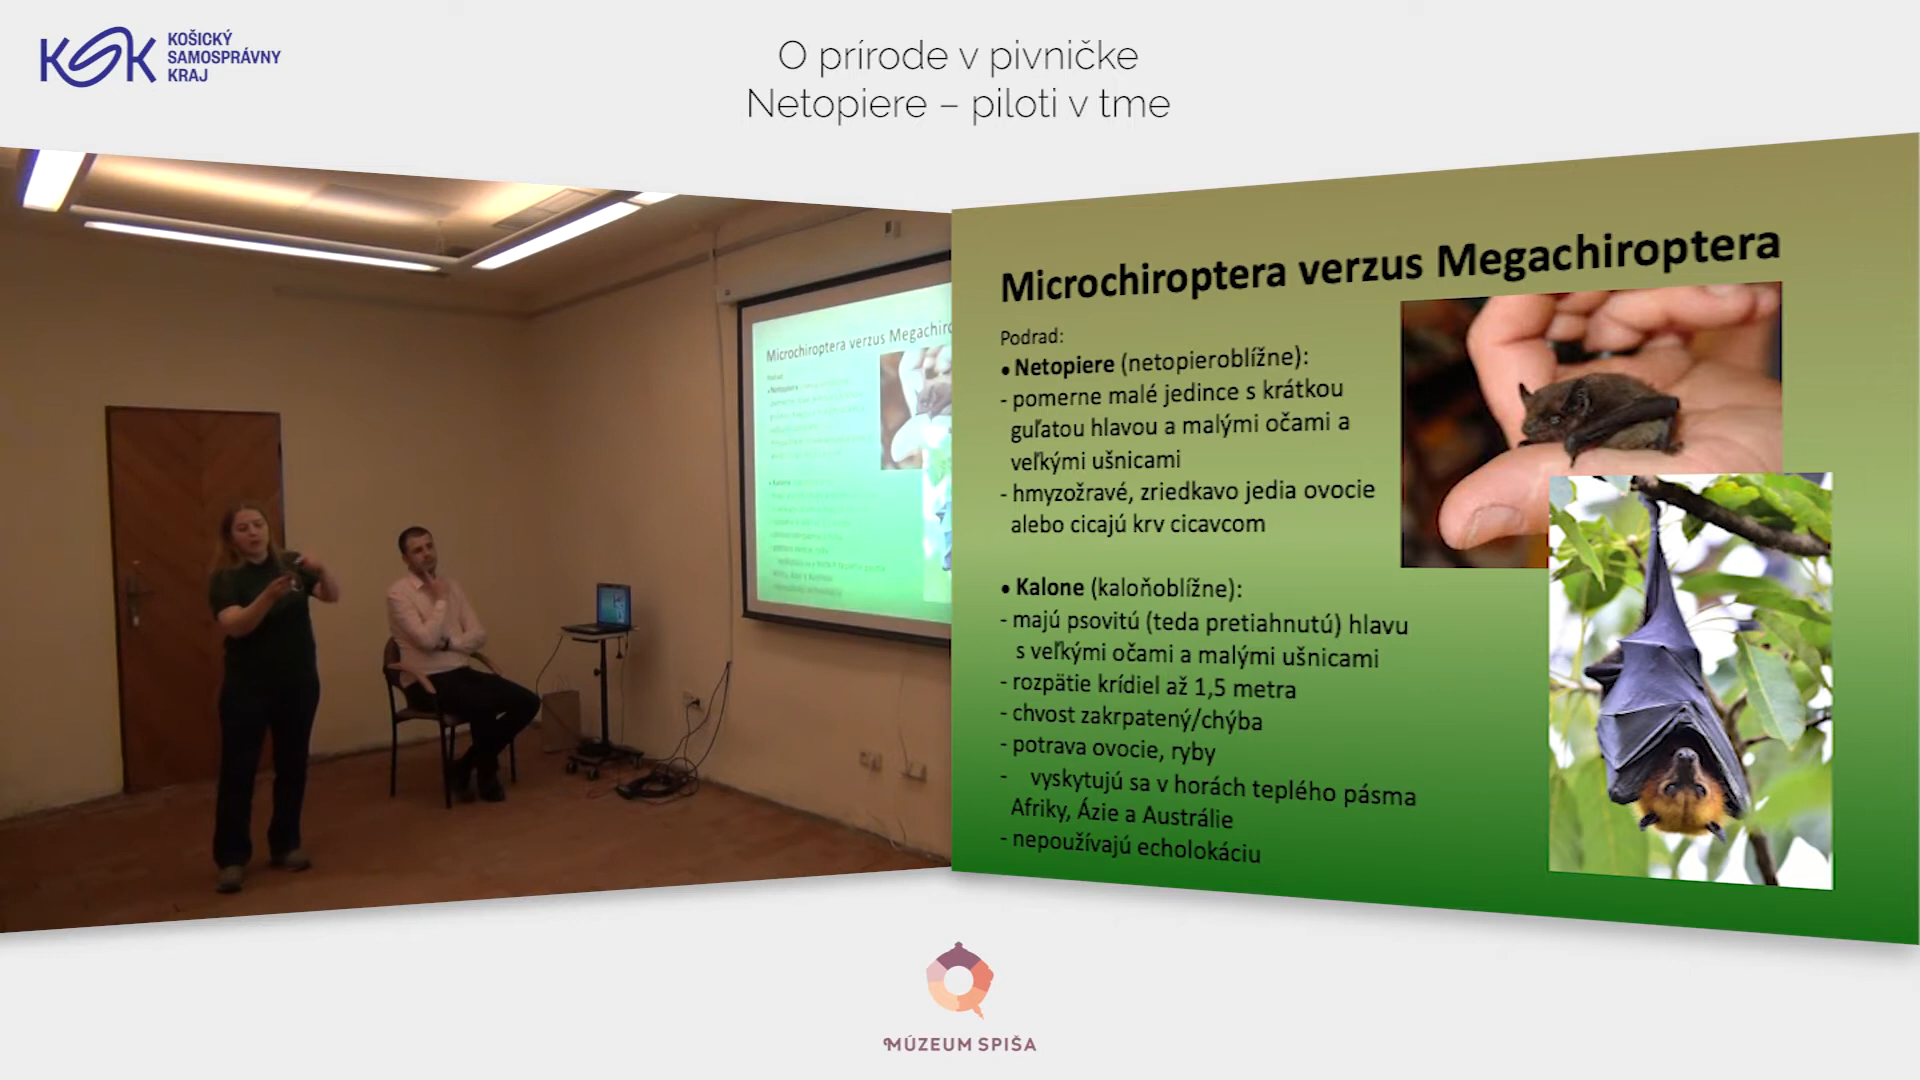 KOŠICKÝ
SAMOSPRÁVNY
KRAJ
O prírode v pivničke
Netopiere – piloti v tme
Microchiroptera verzus Megachiro
Microchiroptera verzus Megachiroptera
Podrad:
• Netopiere (netopieroblížne):
- pomerne malé jedince s krátkou
guľatou hlavou a malými očami a
veľkými ušnicami
- hmyzožravé, zriedkavo jedia ovocie
alebo cicajú krv cicavcom
• Kalone (kaloňoblížne):
- majú psovitú (teda pretiahnutú) hlavu
s veľkými očami a malými ušnicami
- rozpätie krídiel až 1,5 metra
- chvost zakrpatený/chýba
- potrava ovocie, ryby
- vyskytujú sa v horách teplého pásma
Afriky, Ázie a Austrálie
- nepoužívajú echolokáciu
MÚZEUM SPIŠA